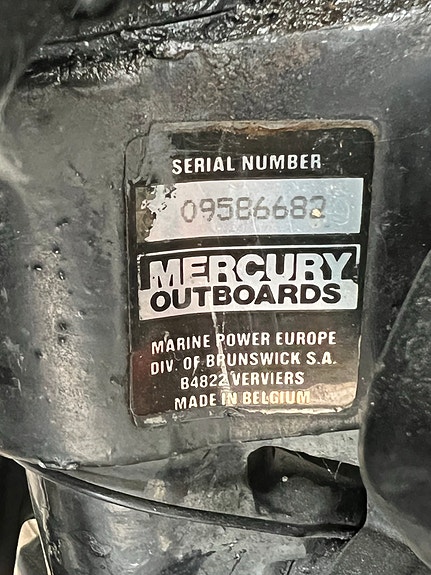 SERIAL NUMBER
09586682
MERCURY
OUTBOARDS
MARINE POWER EUROPE
DIV. OF BRUNSWICK S.A.
B4822 VERVIERS
MADE IN BELGIUM